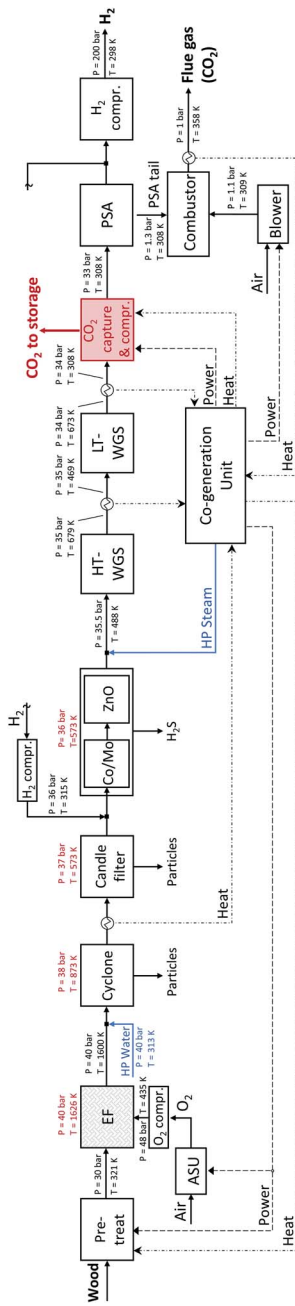 Wood
Pre-
treat
P = 30 bar
T = 321 K
P = 40 bar
T = 1626 K
EF
P = 48 bar
T = 435 K
O2 compr.
O2
ASU
Air
P = 40 bar
T = 1600 K
HP Water
P = 40 bar
T = 313 K
P = 38 bar
T = 873 K
Cyclone
Particles
P = 37 bar
T = 573 K
Candle
filter
Particles
H2 compr.
H2
P = 36 bar
T = 315 K
P= 36 bar
T=573 K
Co/Mo
ZnO
H2S
P = 35.5 bar
T = 488 K
HP Steam
HT-
WGS
P = 35 bar
T = 679 K
P = 35 bar
T = 469 K
LT-
WGS
P = 34 bar
T = 673 K
P = 34 bar
T = 308 K
CO2 to storage
CO2
capture
& compr.
P = 33 bar
T = 308 K
PSA
H2
compr.
P = 200 bar
T = 298 K
H2
PSA tail
P = 1.3 bar
T = 308 K
Combustor
P = 1 bar
T = 358 K
Flue gas
(CO2)
P = 1.1 bar
T = 309 K
Blower
Air
Co-generation
Unit
Power
Heat
Power
Heat
Heat
Power
Heat